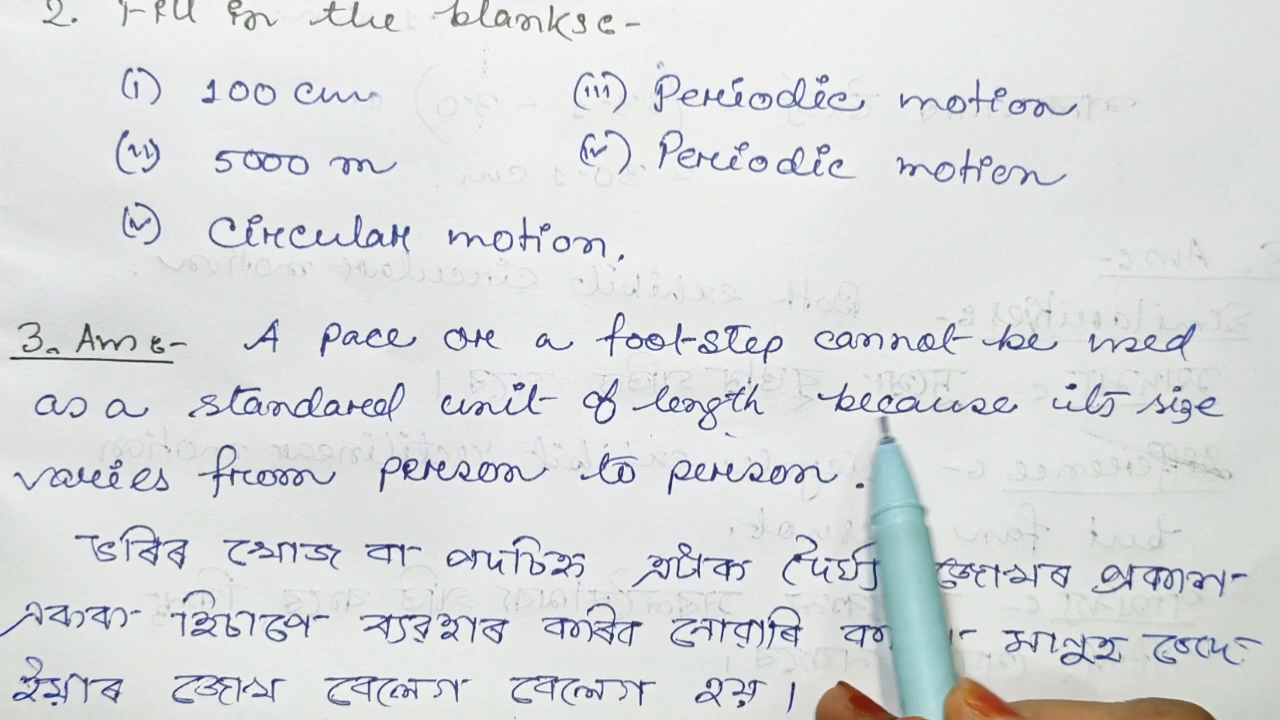 2. Fill in the blanks:-
(i) 100 cm (iii) Periodic motion
(ii) 5000 m (iv) Periodic motion
(v) Circular motion.
3. Ans:- A pace or a foot-step cannot be used
as a standard unit of length because its size
varies from person to person.
ভৰিৰ খোজ বা পদচিহ্ন এটাক দৈৰ্ঘ্য জোখৰ
একক হিচাপে ব্যৱহাৰ কৰিব নোৱাৰি মানুহ ভেদে
ইয়াৰ জোখ বেলেগ বেলেগ হয়।